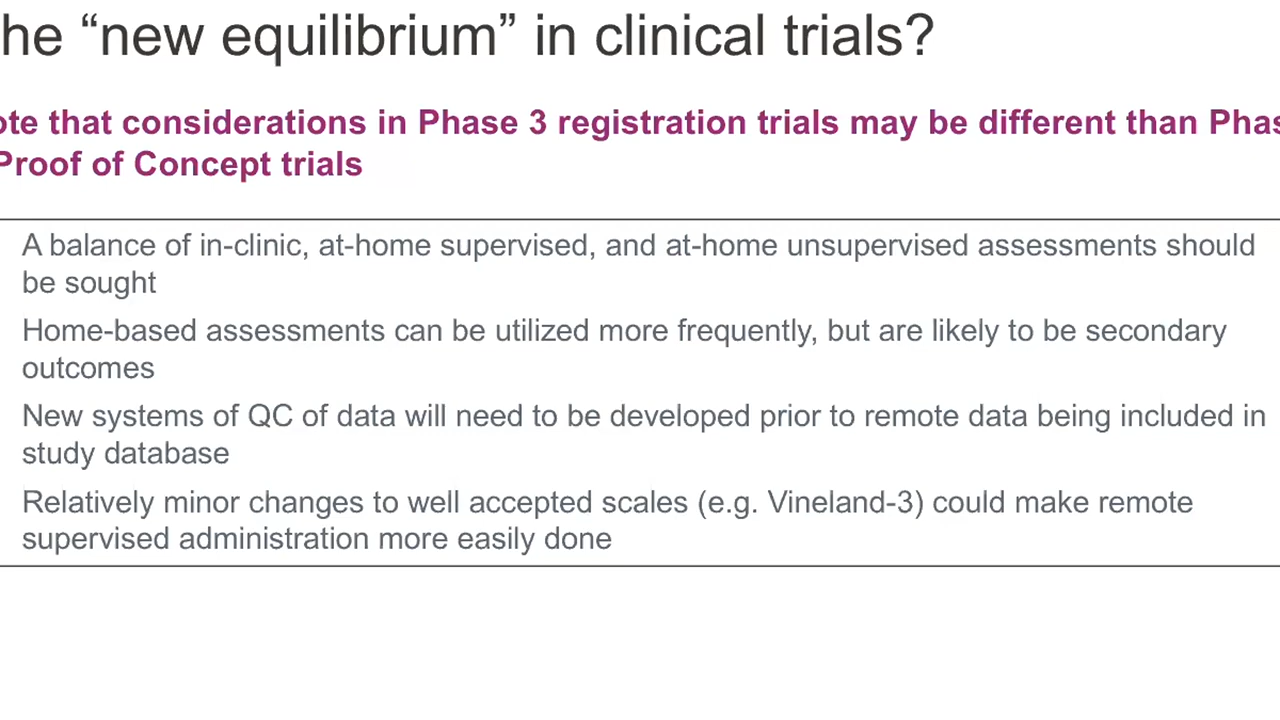 he “new equilibrium” in clinical trials?
ote that considerations in Phase 3 registration trials may be different than Phas
Proof of Concept trials
A balance of in-clinic, at-home supervised, and at-home unsupervised assessments should
be sought
Home-based assessments can be utilized more frequently, but are likely to be secondary
outcomes
New systems of QC of data will need to be developed prior to remote data being included in
study database
Relatively minor changes to well accepted scales (e.g. Vineland-3) could make remote
supervised administration more easily done